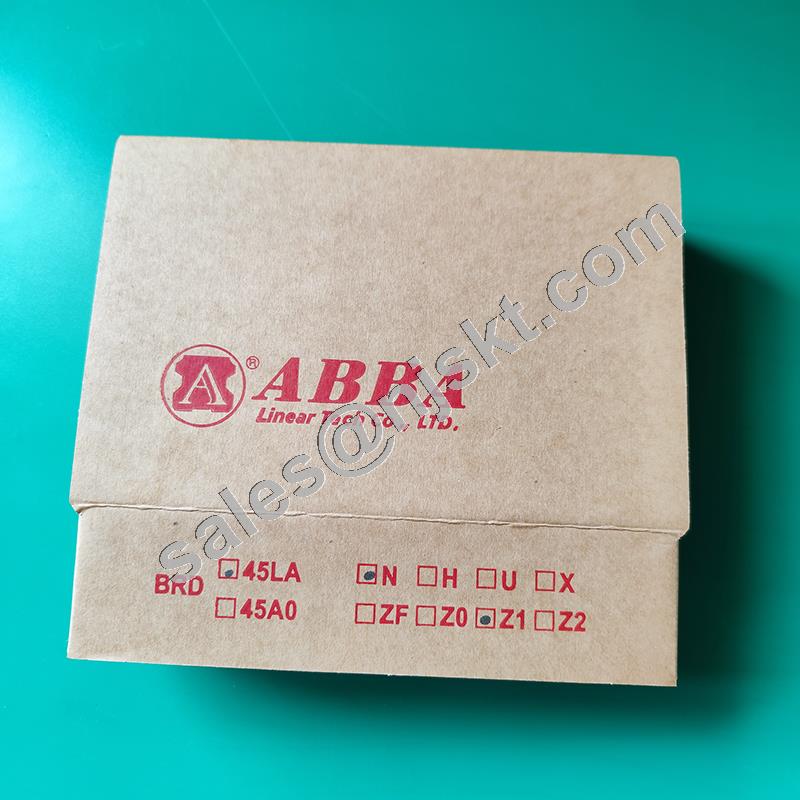 ® ABBA
Linear Tech Co., LTD.
sales@njskt.com
BRD 45LA N H U X
45A0 ZF Z0 Z1 Z2